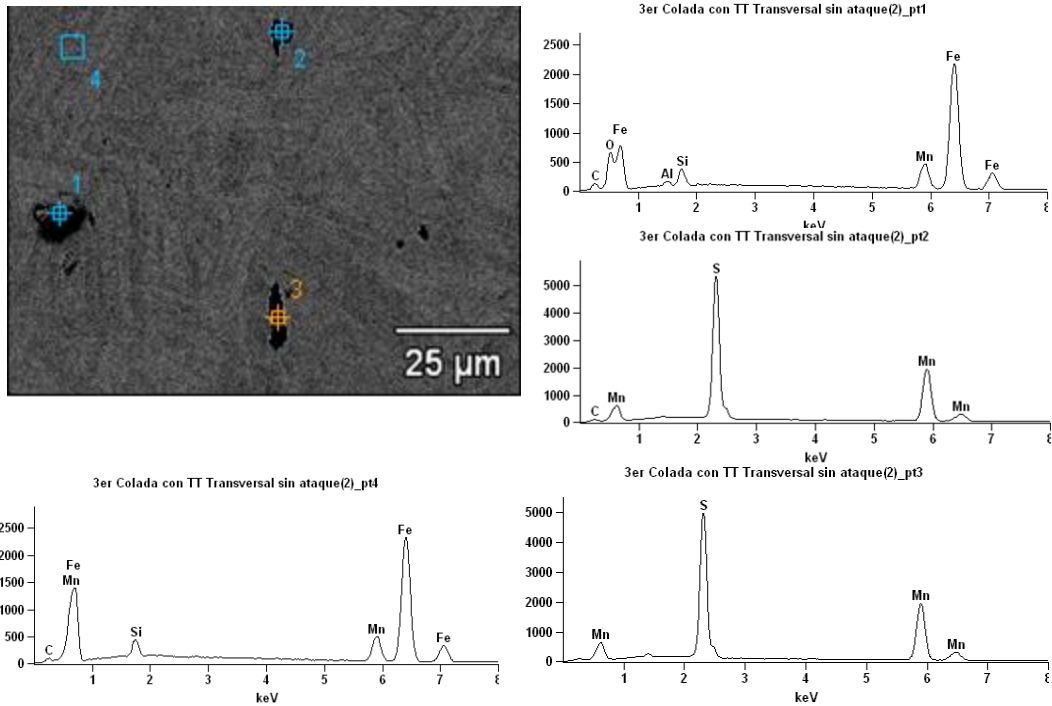 4
2
1
3
25 µm
3er Colada con TT Transversal sin ataque(2)_pt1
2500
2000
1500
1000
500
0
C
O
Fe
Al
Si
Mn
Fe
Fe
1 2 3 4 5 6 7 8
keV
3er Colada con TT Transversal sin ataque(2)_pt2
5000
4000
3000
2000
1000
0
C
Mn
S
Mn
Mn
1 2 3 4 5 6 7 8
keV
3er Colada con TT Transversal sin ataque(2)_pt4
2500
2000
1500
1000
500
0
C
Fe
Mn
Si
Mn
Fe
Fe
1 2 3 4 5 6 7 8
keV
3er Colada con TT Transversal sin ataque(2)_pt3
5000
4000
3000
2000
1000
0
Mn
S
Mn
Mn
1 2 3 4 5 6 7 8
keV